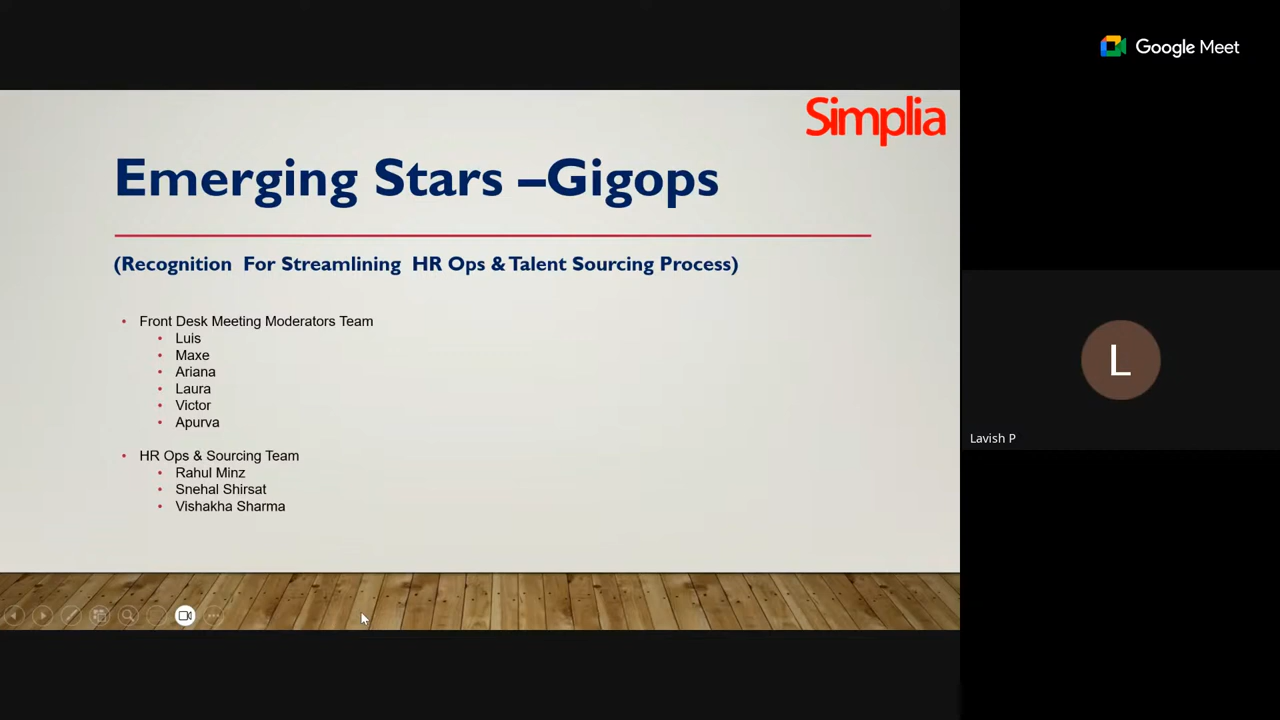 Google Meet
Simplia
Emerging Stars –Gigops
(Recognition For Streamlining HR Ops & Talent Sourcing Process)
• Front Desk Meeting Moderators Team
• Luis
• Maxe
• Ariana
• Laura
• Victor
• Apurva
• HR Ops & Sourcing Team
• Rahul Minz
• Snehal Shirsat
• Vishakha Sharma
L
Lavish P